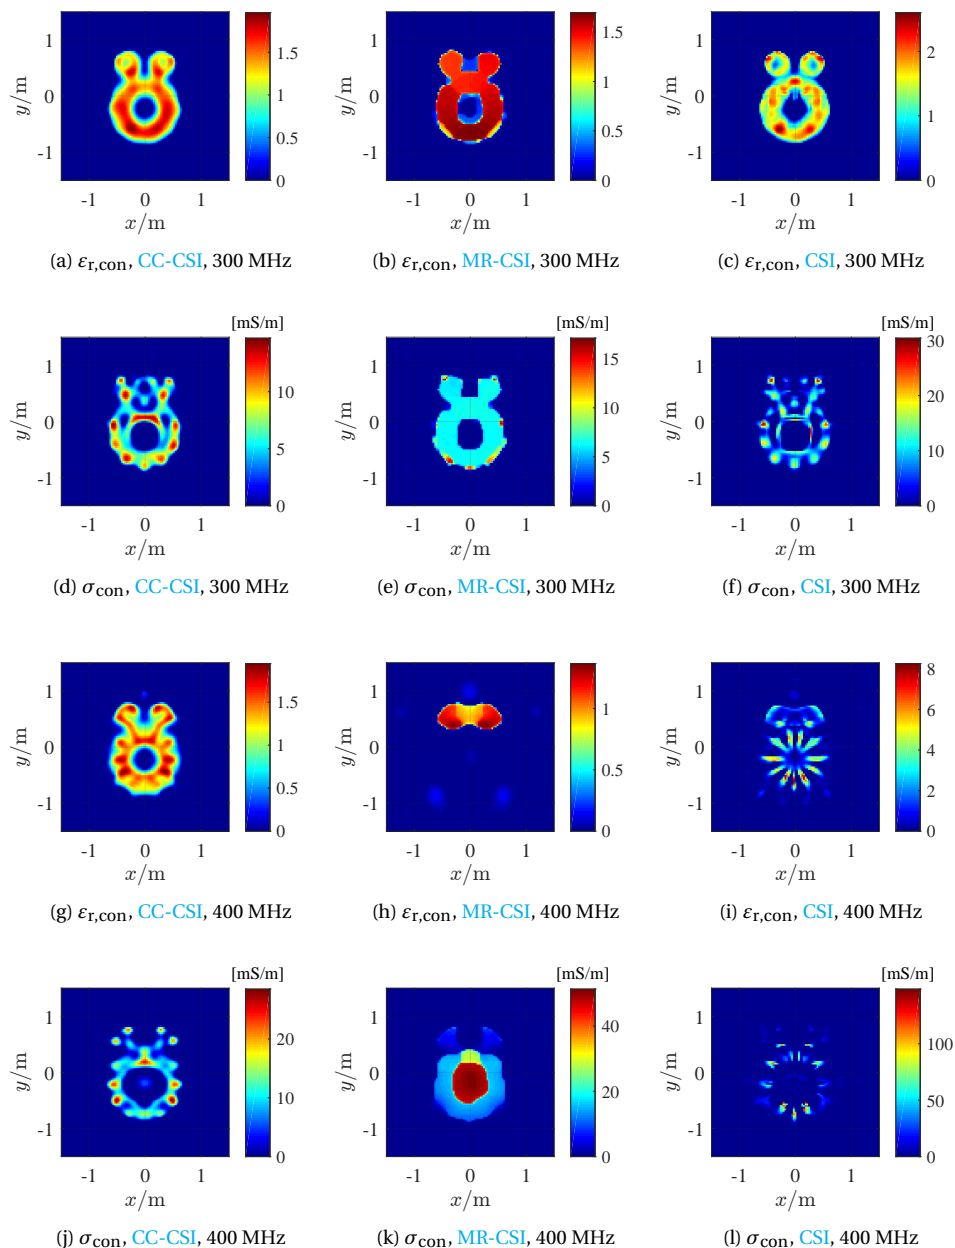 1 0 -1 y/m -1 0 1 x/m 1.5 1 0.5 0
1 0 -1 y/m -1 0 1 x/m 1.5 1 0.5 0
1 0 -1 y/m -1 0 1 x/m 2 1 0
(a) εr,con, CC-CSI, 300 MHz
(b) εr,con, MR-CSI, 300 MHz
(c) εr,con, CSI, 300 MHz
[mS/m] 1 0 -1 y/m -1 0 1 x/m 10 5 0
[mS/m] 1 0 -1 y/m -1 0 1 x/m 15 10 5 0
[mS/m] 1 0 -1 y/m -1 0 1 x/m 30 20 10 0
(d) σcon, CC-CSI, 300 MHz
(e) σcon, MR-CSI, 300 MHz
(f) σcon, CSI, 300 MHz
1 0 -1 y/m -1 0 1 x/m 1.5 1 0.5 0
1 0 -1 y/m -1 0 1 x/m 1 0.5 0
1 0 -1 y/m -1 0 1 x/m 8 6 4 2 0
(g) εr,con, CC-CSI, 400 MHz
(h) εr,con, MR-CSI, 400 MHz
(i) εr,con, CSI, 400 MHz
[mS/m] 1 0 -1 y/m -1 0 1 x/m 20 10 0
[mS/m] 1 0 -1 y/m -1 0 1 x/m 40 20 0
[mS/m] 1 0 -1 y/m -1 0 1 x/m 100 50 0
(j) σcon, CC-CSI, 400 MHz
(k) σcon, MR-CSI, 400 MHz
(l) σcon, CSI, 400 MHz